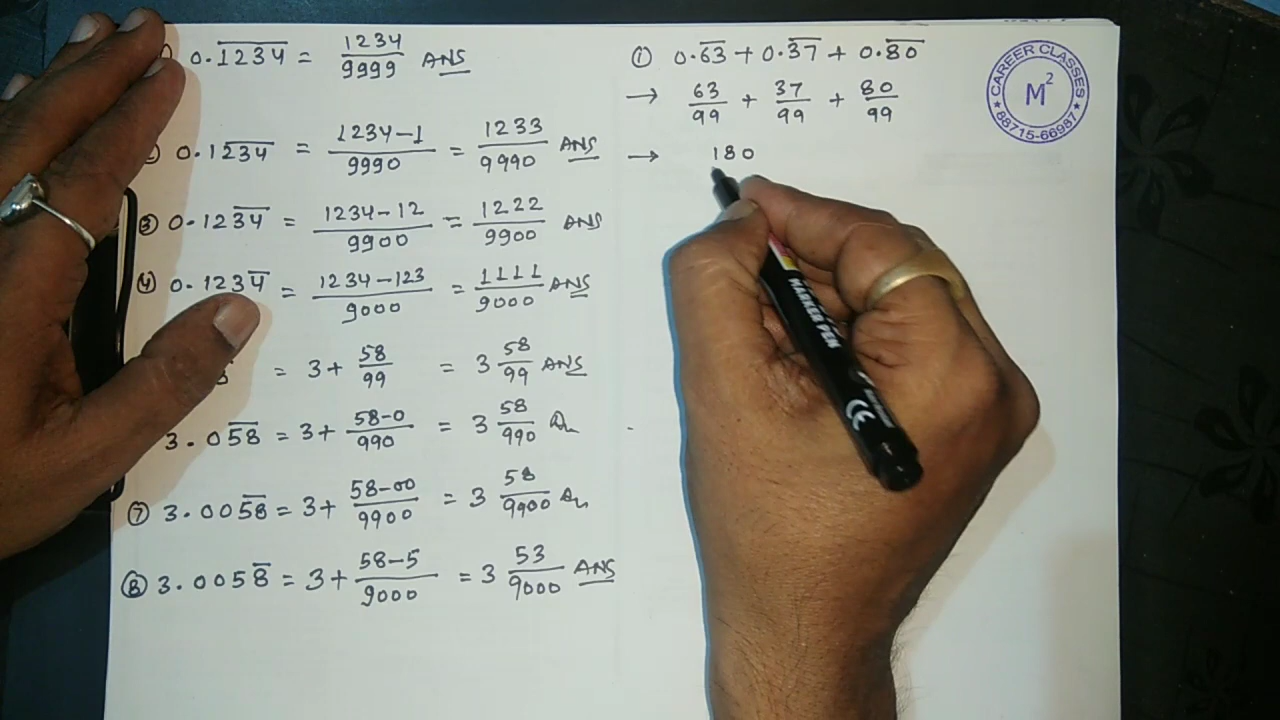 0.1̅2̅3̅4̅ = 1234/9999 ANS
0.12̅3̅4̅ = (1234-1)/9990 = 1233/9990 ANS
③ 0.123̅4̅ = (1234-12)/9900 = 1222/9900 ANS
④ 0.1234̅ = (1234-123)/9000 = 1111/9000 ANS
= 3+ 58/99 = 3 58/99 ANS
3.05̅8̅ = 3+ (58-0)/990 = 3 58/990
⑦ 3.005̅8̅ = 3+ (58-00)/9900 = 3 58/9900
⑧ 3.0058̅ = 3+ (58-5)/9000 = 3 53/9000 ANS
① 0.6̅3̅ + 0.3̅7̅ + 0.8̅0̅
→ 63/99 + 37/99 + 80/99
→ 180
CAREER CLASSES
M²
88715-66987